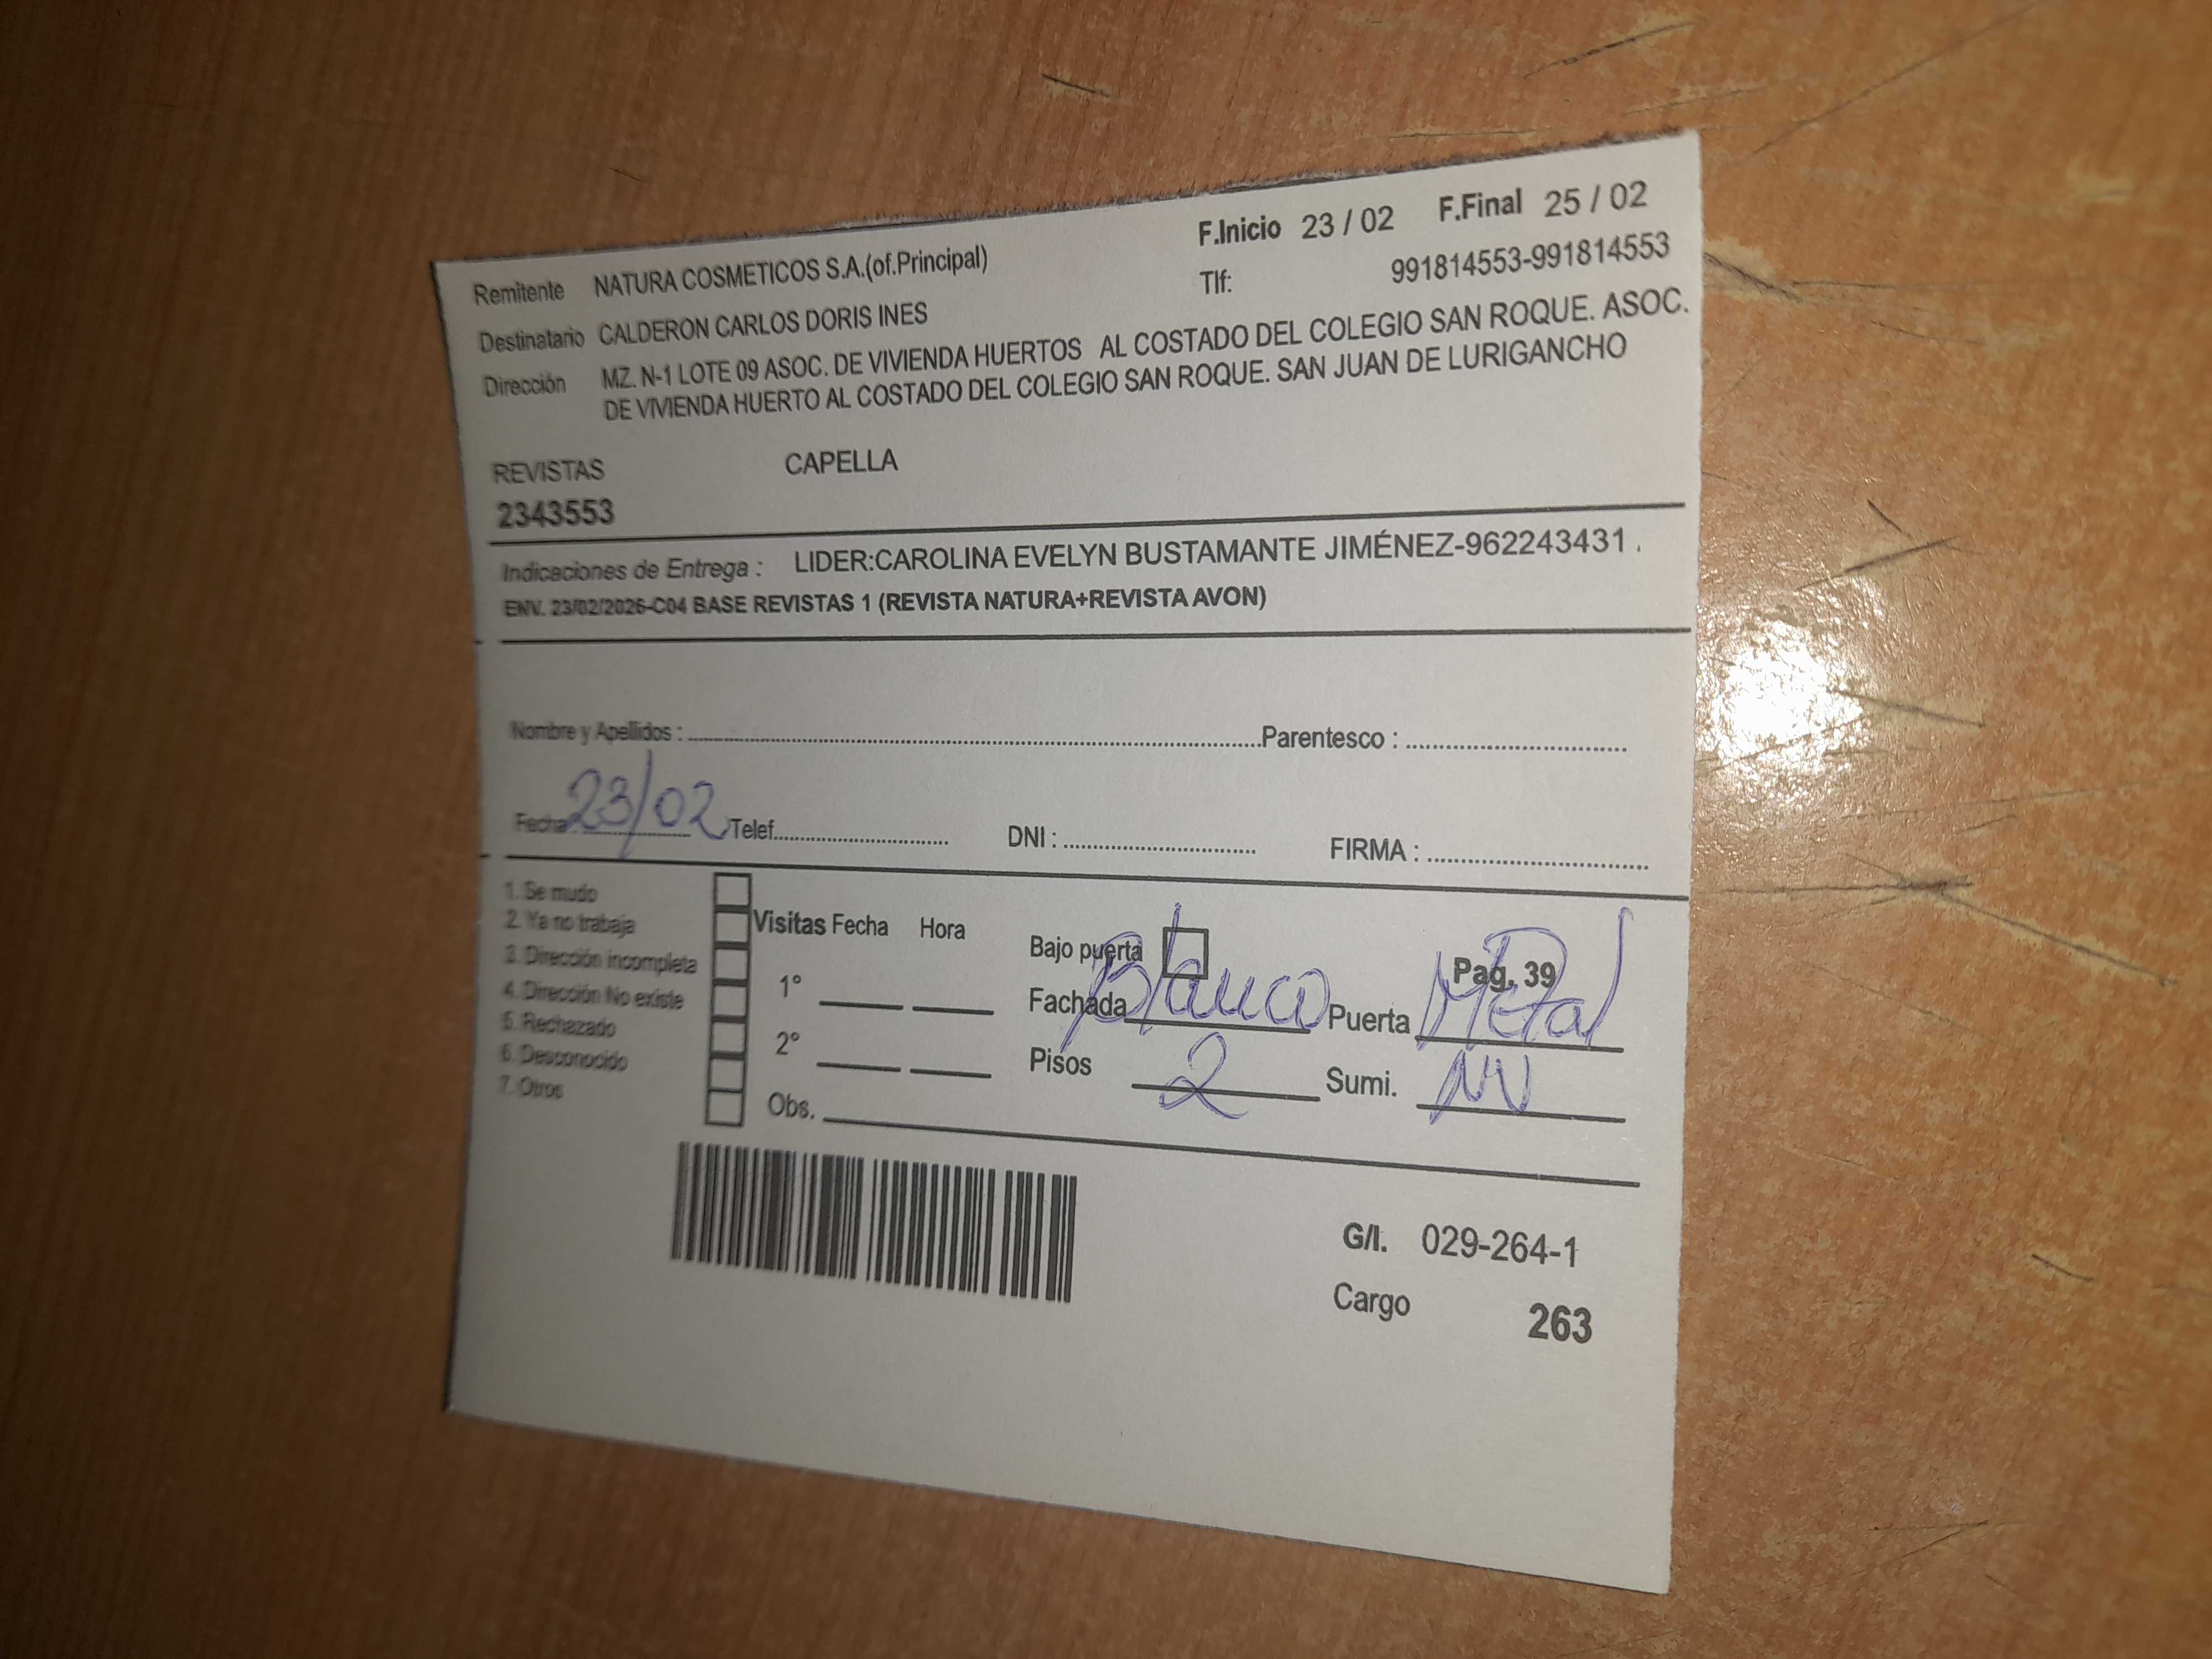 F.Inicio 23 / 02 F.Final 25 / 02
Remitente NATURA COSMETICOS S.A.(of.Principal) Tlf: 991814553-991814553
Destinatario CALDERON CARLOS DORIS INES
Dirección MZ. N-1 LOTE 09 ASOC. DE VIVIENDA HUERTOS AL COSTADO DEL COLEGIO SAN ROQUE. ASOC.
DE VIVIENDA HUERTO AL COSTADO DEL COLEGIO SAN ROQUE. SAN JUAN DE LURIGANCHO
REVISTAS CAPELLA
2343553
Indicaciones de Entrega : LIDER:CAROLINA EVELYN BUSTAMANTE JIMÉNEZ-962243431 .
ENV. 23/02/2026-C04 BASE REVISTAS 1 (REVISTA NATURA+REVISTA AVON)
Nombre y Apellidos : Parentesco :
Fecha : 23/02 Telef. DNI : FIRMA :
1. Se mudo
2. Ya no trabaja
3. Dirección incompleta
4. Dirección No existe
5. Rechazado
6. Desconocido
7. Otros
Visitas Fecha Hora
1°
2°
Obs.
Bajo puerta Pag. 39
Fachada Blanco Puerta Metal
Pisos 2 Sumi.
G/I. 029-264-1
Cargo 263